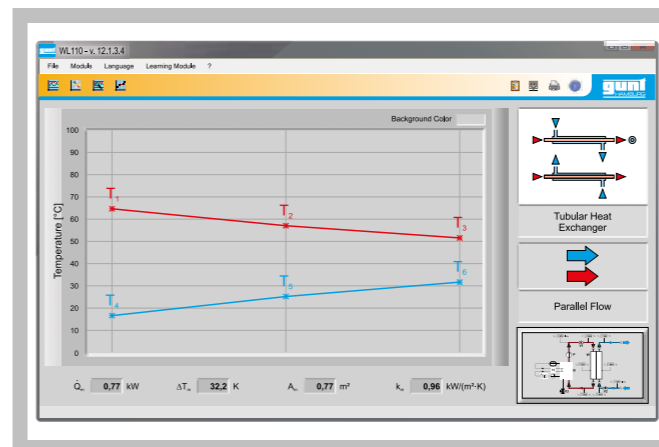 WL110 – v. 12.1.3.4
File Moduls Language Learning Module ?
gunt
HAMBURG
Background Color
100
90
80
70
60
50
40
30
20
10
0
Temperature [°C]
T1
T2
T3
T4
T5
T6
Tubular Heat
Exchanger
Parallel Flow
Q̇m 0,77 kW ΔTm 32,2 K Am 0,77 m² km 0,96 kW/(m²·K)